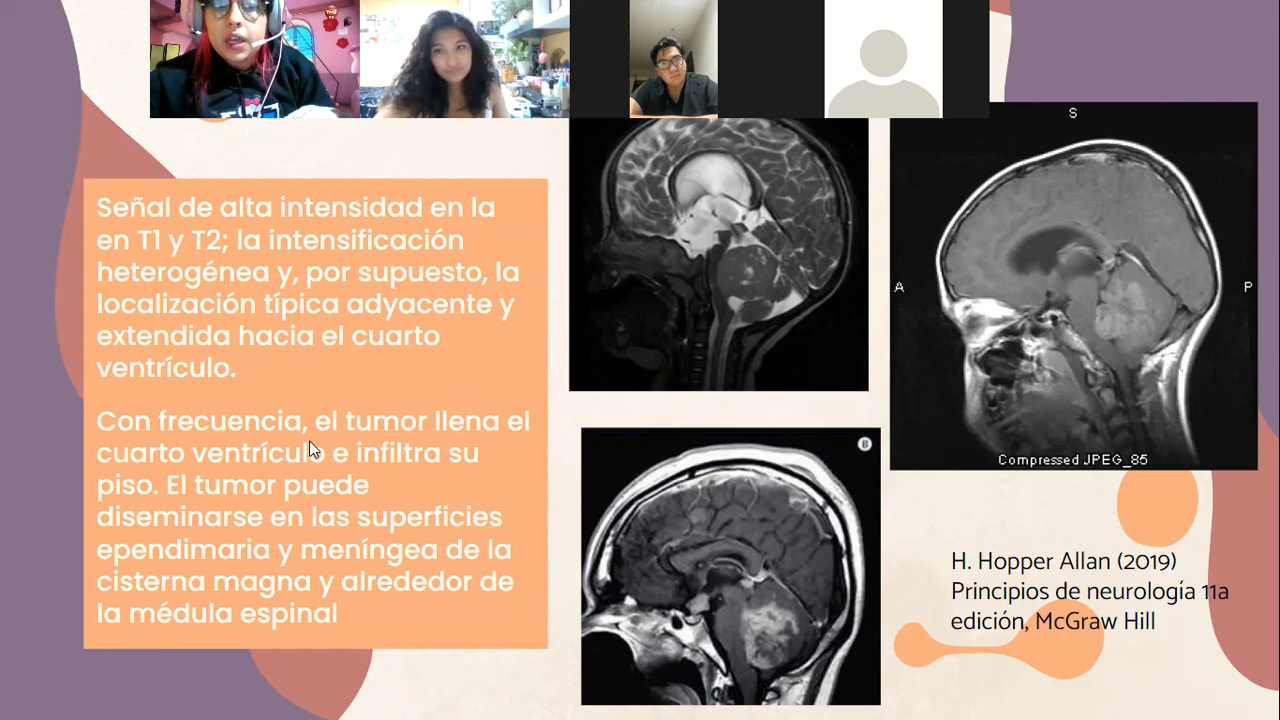 Señal de alta intensidad en la
en T1 y T2; la intensificación
heterogénea y, por supuesto, la
localización típica adyacente y
extendida hacia el cuarto
ventrículo.
Con frecuencia, el tumor llena el
cuarto ventrículo e infiltra su
piso. El tumor puede
diseminarse en las superficies
ependimaria y meníngea de la
cisterna magna y alrededor de
la médula espinal
S
A
P
Compressed JPEG_85
B
H. Hopper Allan (2019)
Principios de neurología 11a
edición, McGraw Hill